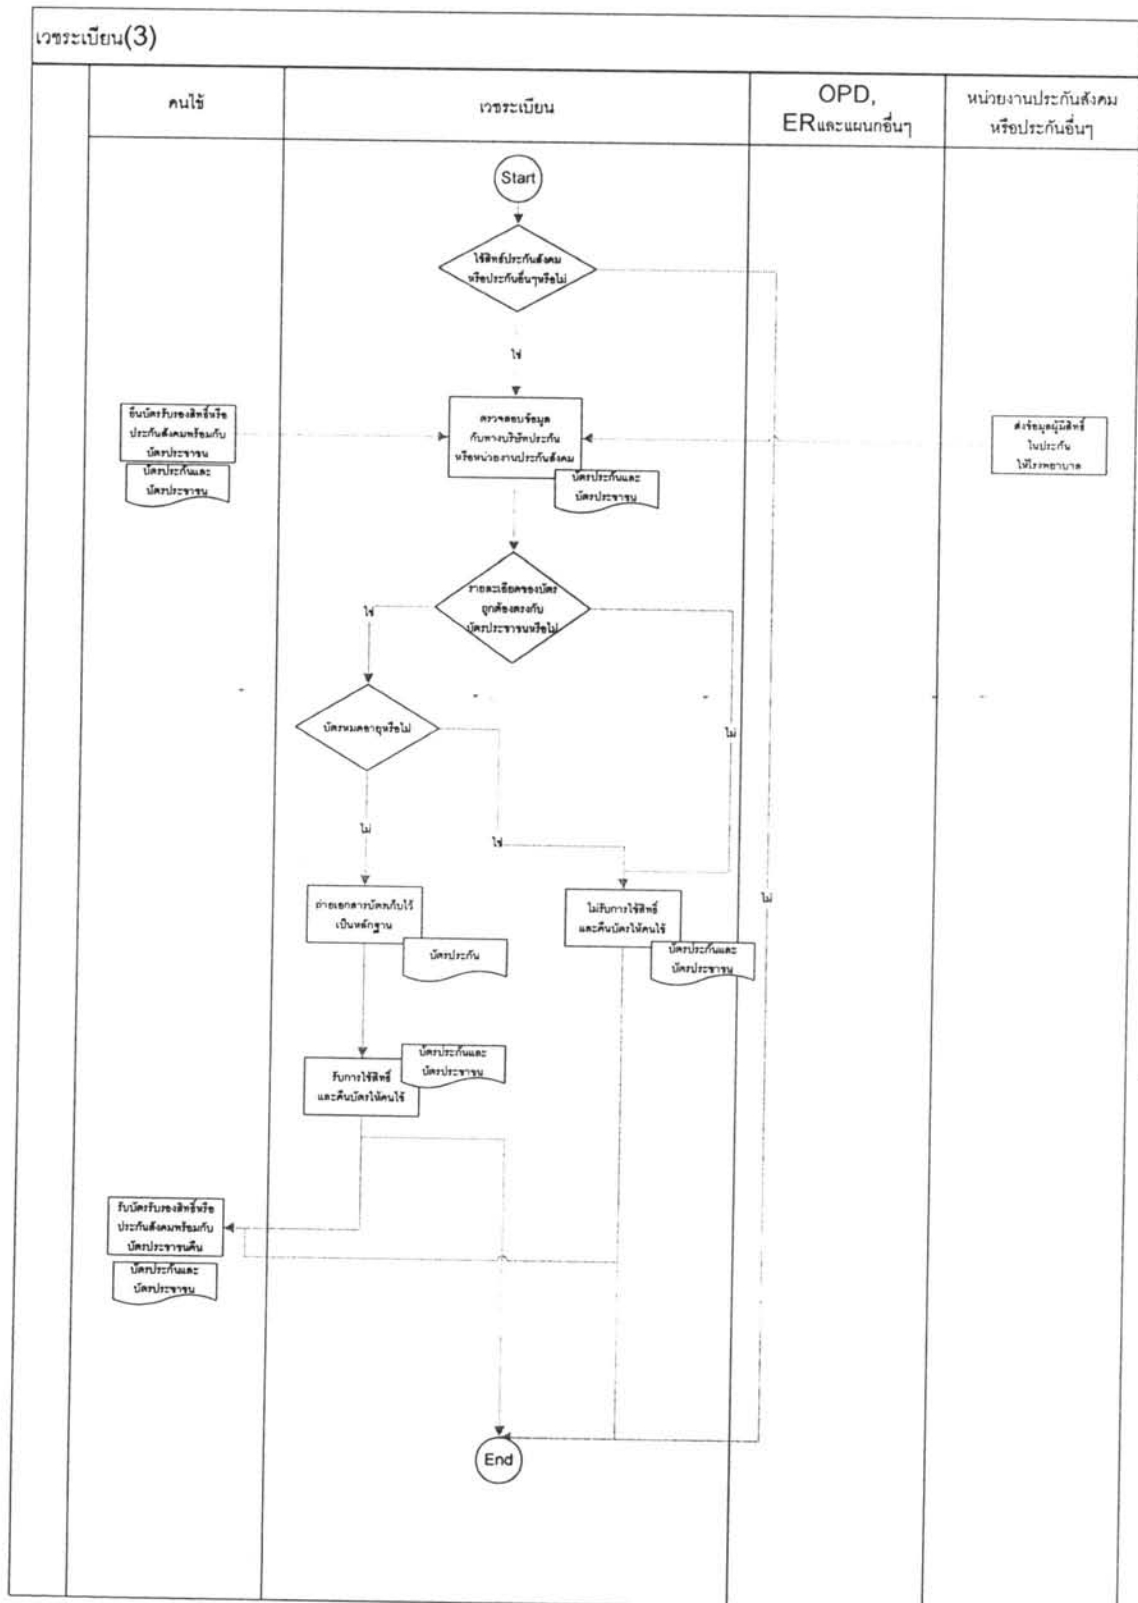 เวชระเบียน(3)
คนไข้
เวชระเบียน
OPD,
ERและแผนกอื่นๆ
หน่วยงานประกันสังคม
หรือประกันอื่นๆ
Start
ใช้สิทธิ์ประกันสังคม
หรือประกันอื่นๆหรือไม่
ใช่
ยื่นบัตรรับรองสิทธิ์หรือ
ประกันสังคมพร้อมกับ
บัตรประชาชน
บัตรประกันและ
บัตรประชาชน
ตรวจสอบข้อมูล
กับทางบริษัทประกัน
หรือหน่วยงานประกันสังคม
บัตรประกันและ
บัตรประชาชน
ส่งข้อมูลผู้มีสิทธิ์
ในประกัน
ให้โรงพยาบาล
รายละเอียดของบัตร
ถูกต้องตรงกับ
บัตรประชาชนหรือไม่
ใช่
บัตรหมดอายุหรือไม่
ไม่
ไม่
ใช่
ถ่ายเอกสารบัตรเก็บไว้
เป็นหลักฐาน
บัตรประกัน
ไม่รับการใช้สิทธิ์
และคืนบัตรให้คนไข้
บัตรประกันและ
บัตรประชาชน
ไม่
บัตรประกันและ
บัตรประชาชน
รับการใช้สิทธิ์
และคืนบัตรให้คนไข้
รับบัตรรับรองสิทธิ์หรือ
ประกันสังคมพร้อมกับ
บัตรประชาชนคืน
บัตรประกันและ
บัตรประชาชน
End